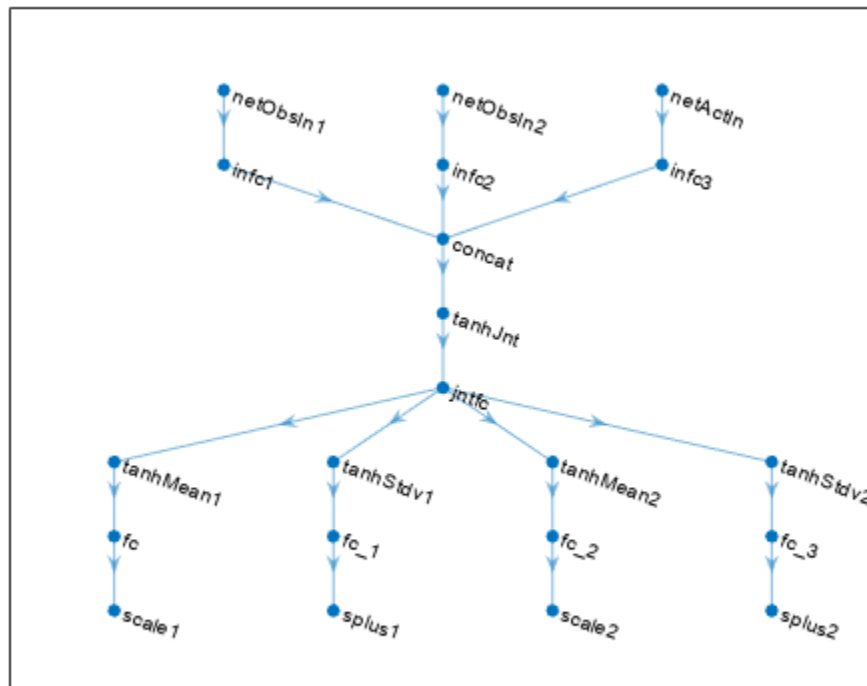 netObsIn1
netObsIn2
netActIn
infc1
infc2
infc3
concat
tanhJnt
jntfc
tanhMean1
tanhStdv1
tanhMean2
tanhStdv2
fc
fc_1
fc_2
fc_3
scale1
splus1
scale2
splus2